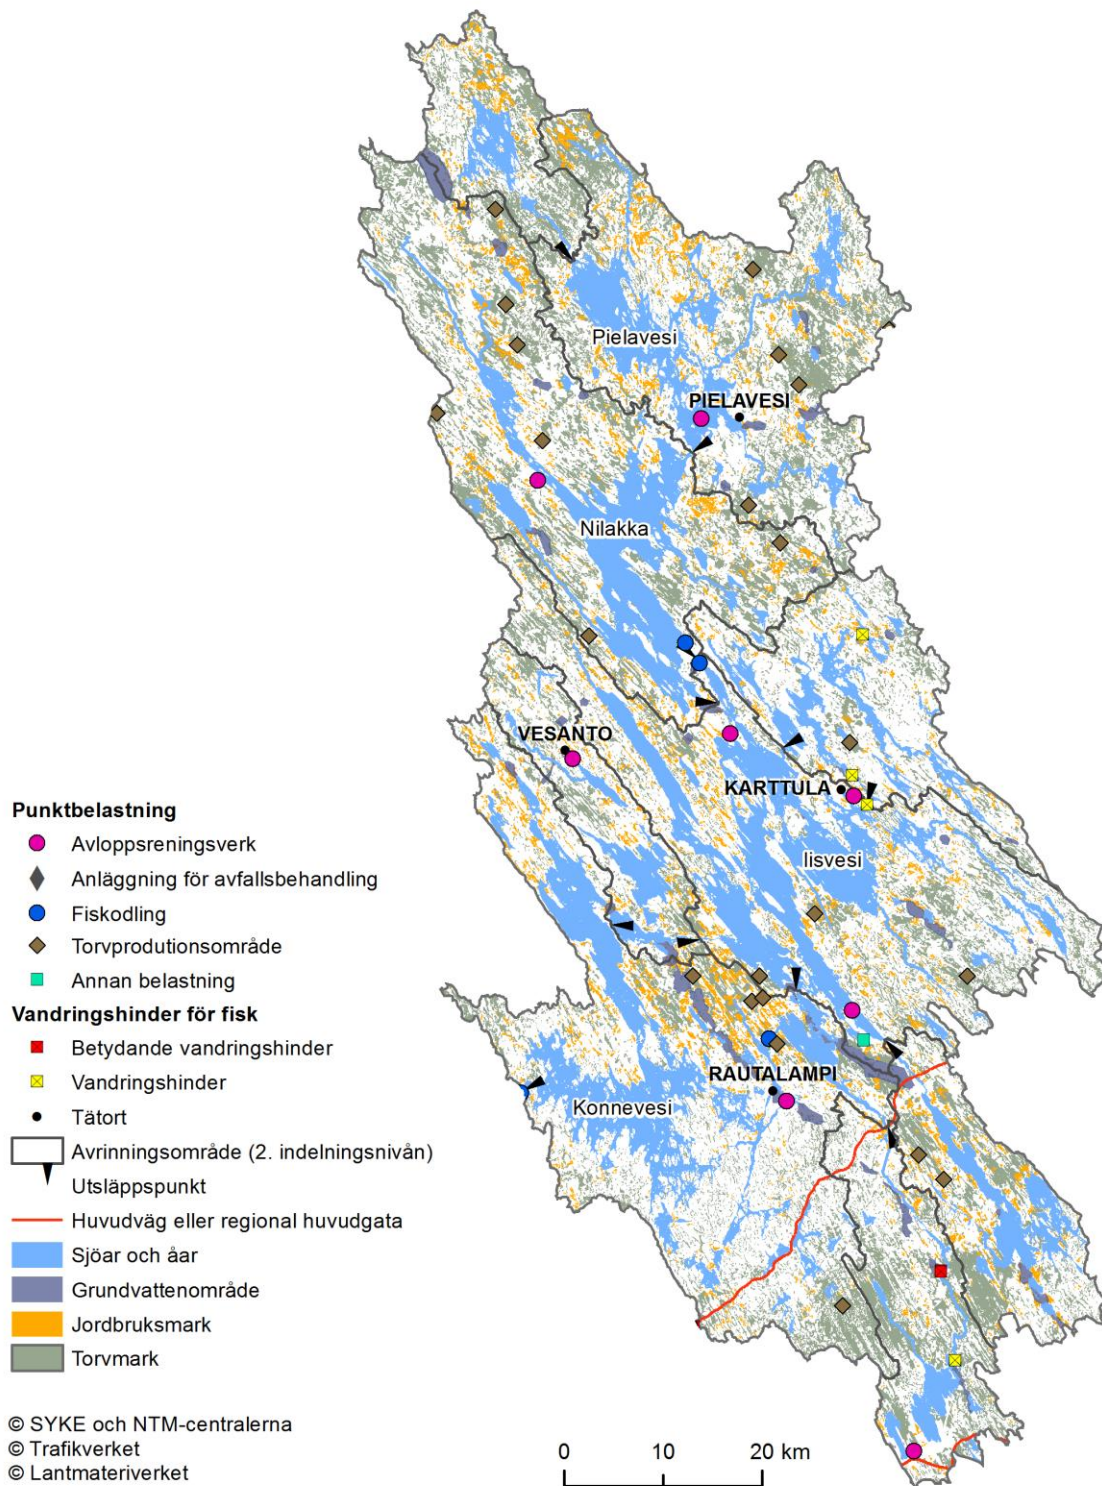 Pielavesi
PIELAVESI
Nilakka
VESANTO
KARTTULA
Iisvesi
RAUTALAMPI
Konnevesi
Punktbelastning
Avloppsreningsverk
Anläggning för avfallsbehandling
Fiskodling
Torvprodutionsområde
Annan belastning
Vandringshinder för fisk
Betydande vandringshinder
Vandringshinder
Tätort
Avrinningsområde (2. indelningsnivån)
Utsläppspunkt
Huvudväg eller regional huvudgata
Sjöar och åar
Grundvattenområde
Jordbruksmark
Torvmark
© SYKE och NTM-centralerna
© Trafikverket
© Lantmateriverket
0 10 20 km